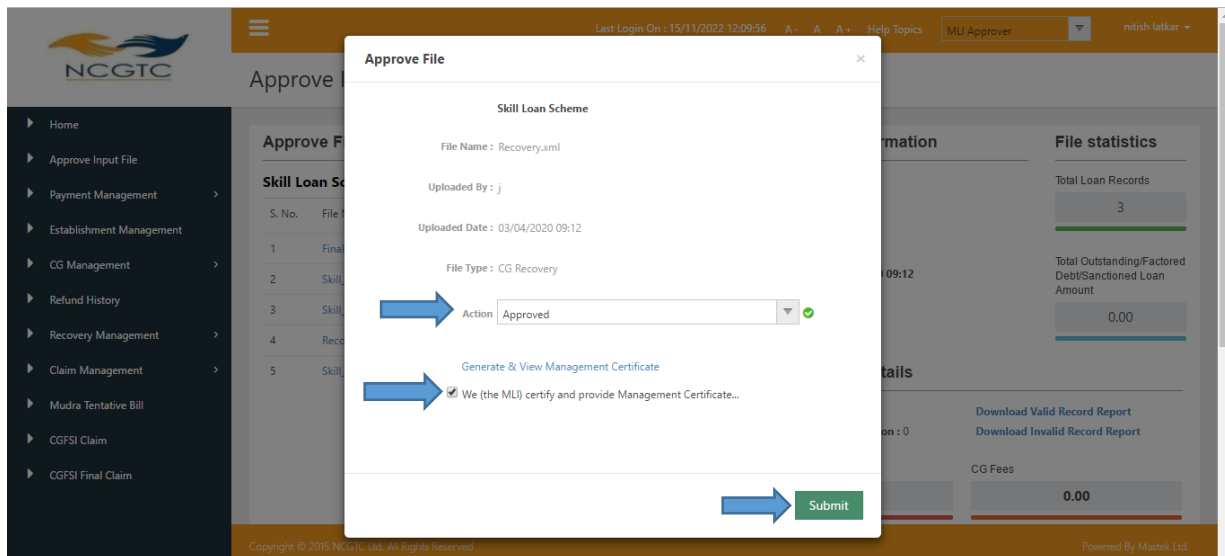 NCGTC
Last Login On : 15/11/2022 12:09:56 A- A A+ Help Topics MLI Approver nitish latkar
Approve
Home
Approve Input File
Payment Management
Establishment Management
CG Management
Refund History
Recovery Management
Claim Management
Mudra Tentative Bill
CGFSI Claim
CGFSI Final Claim
Approve F
Skill Loan Sc
S. No. File
1 Final
2 Skill_
3 Skill_
4 Reco
5 Skill_
Approve File ×
Skill Loan Scheme
File Name : Recovery.xml
Uploaded By : j
Uploaded Date : 03/04/2020 09:12
File Type : CG Recovery
Action Approved
Generate & View Management Certificate
We (the MLI) certify and provide Management Certificate...
Submit
rmation
09:12
tails
on : 0
Download Valid Record Report
Download Invalid Record Report
CG Fees
0.00
File statistics
Total Loan Records
3
Total Outstanding/Factored
Debt/Sanctioned Loan
Amount
0.00
Copyright © 2015 NCGTC Ltd. All Rights Reserved
Powered By Mastek Ltd.